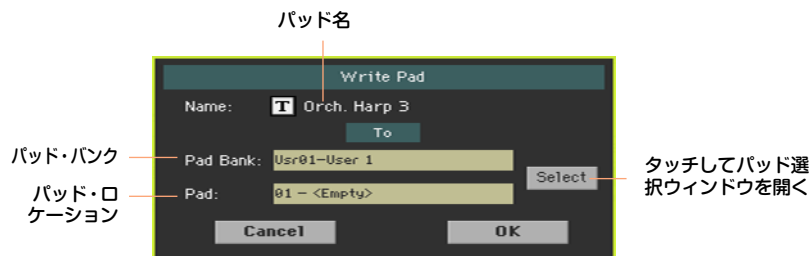 パッド名
Write Pad
Name: T Orch. Harp 3
To
パッド・バンク
Pad Bank: Usr01-User 1
Select
タッチしてパッド選
択ウィンドウを開く
パッド・ロ
ケーション
Pad: 01 - <Empty>
Cancel OK